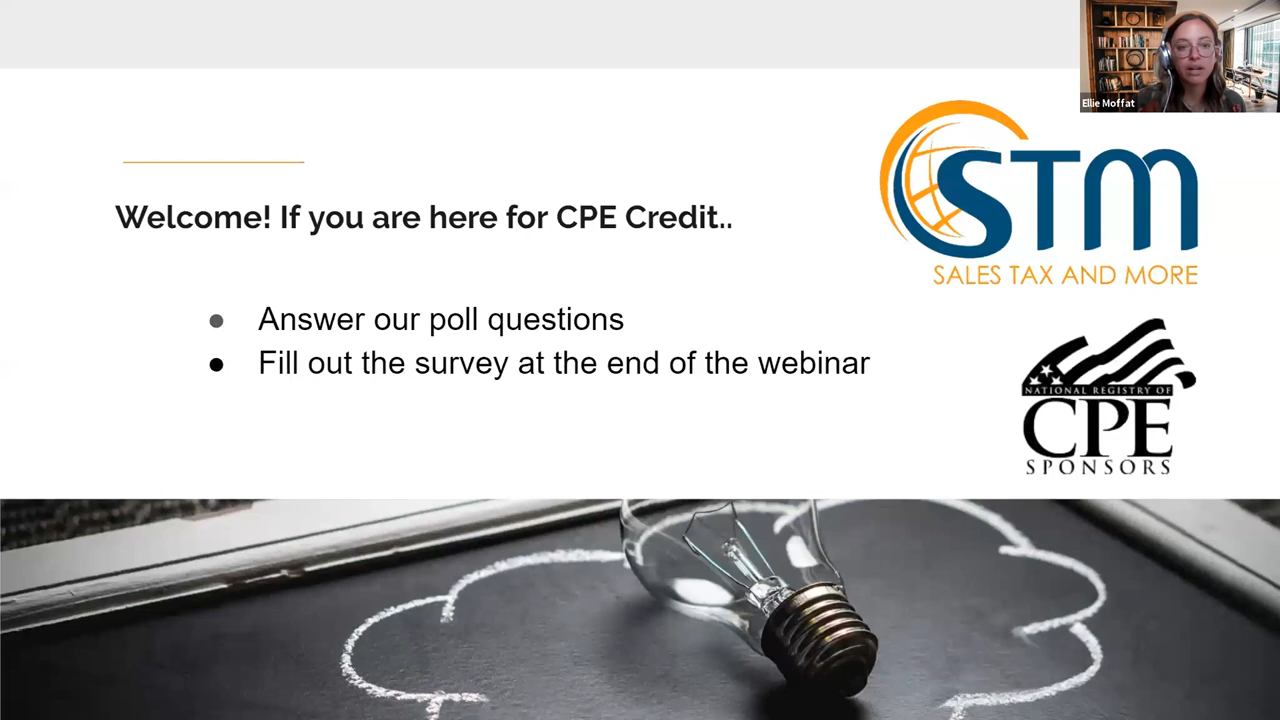 Ellie Moffat
STM
SALES TAX AND MORE
Welcome! If you are here for CPE Credit..
● Answer our poll questions
● Fill out the survey at the end of the webinar
NATIONAL REGISTRY OF
CPE
SPONSORS